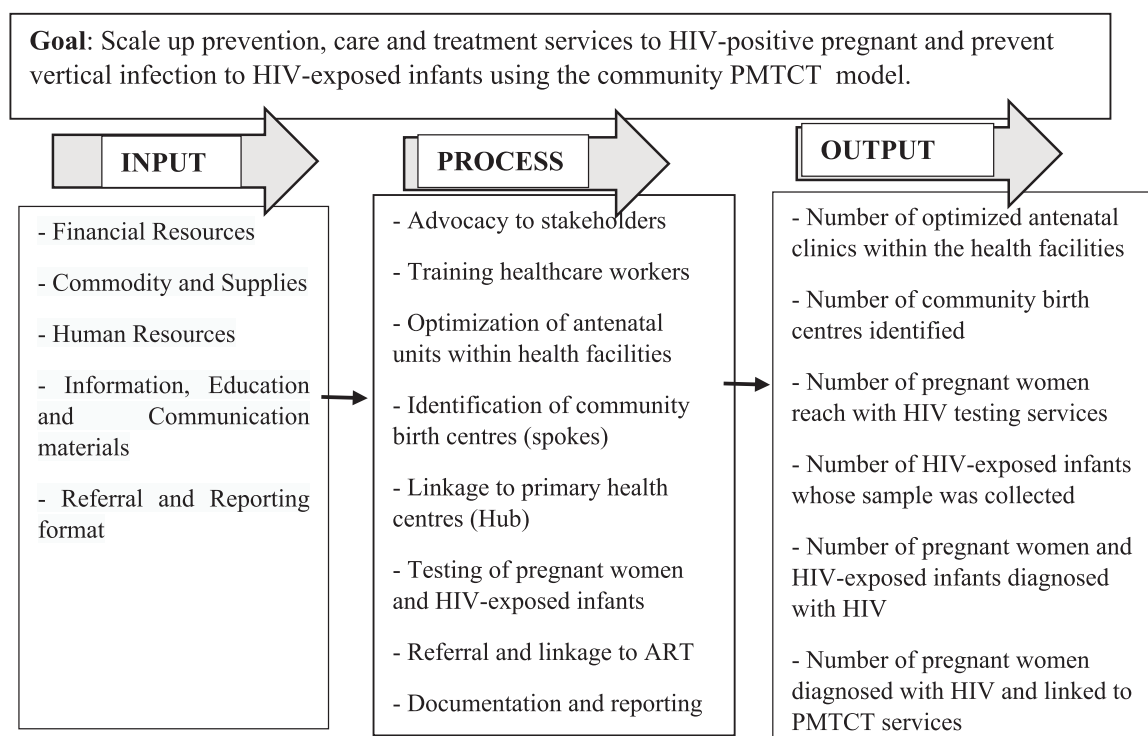 Goal: Scale up prevention, care and treatment services to HIV-positive pregnant and prevent
vertical infection to HIV-exposed infants using the community PMTCT model.
INPUT
- Financial Resources
- Commodity and Supplies
- Human Resources
- Information, Education
and Communication
materials
- Referral and Reporting
format
PROCESS
- Advocacy to stakeholders
- Training healthcare workers
- Optimization of antenatal
units within health facilities
- Identification of community
birth centres (spokes)
- Linkage to primary health
centres (Hub)
- Testing of pregnant women
and HIV-exposed infants
- Referral and linkage to ART
- Documentation and reporting
OUTPUT
- Number of optimized antenatal
clinics within the health facilities
- Number of community birth
centres identified
- Number of pregnant women
reach with HIV testing services
- Number of HIV-exposed infants
whose sample was collected
- Number of pregnant women and
HIV-exposed infants diagnosed
with HIV
- Number of pregnant women
diagnosed with HIV and linked to
PMTCT services